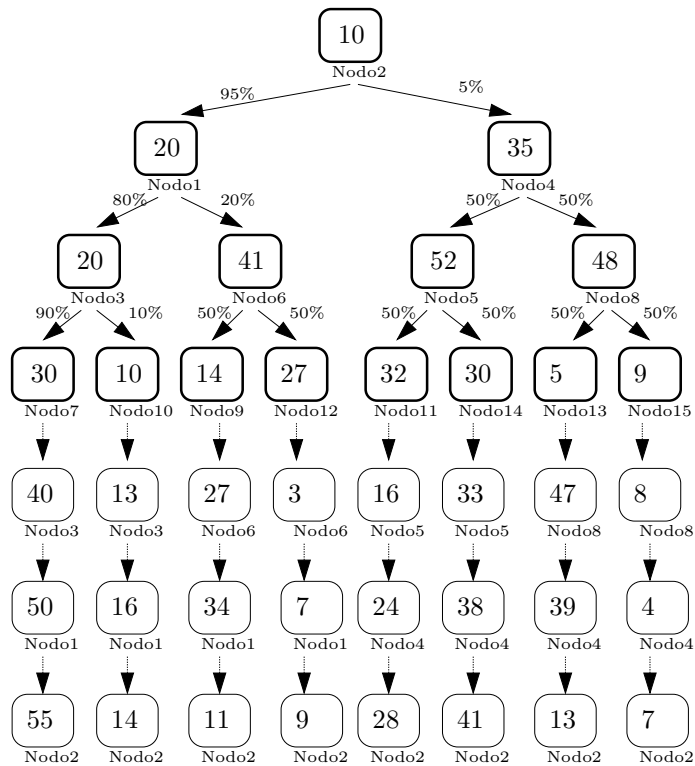 10
Nodo2
95% 5%
20 35
Nodo1 Nodo4
80% 20% 50% 50%
20 41 52 48
Nodo3 Nodo6 Nodo5 Nodo8
90% 10% 50% 50% 50% 50% 50% 50%
30 10 14 27 32 30 5 9
Nodo7 Nodo10 Nodo9 Nodo12 Nodo11 Nodo14 Nodo13 Nodo15
40 13 27 3 16 33 47 8
Nodo3 Nodo3 Nodo6 Nodo6 Nodo5 Nodo5 Nodo8 Nodo8
50 16 34 7 24 38 39 4
Nodo1 Nodo1 Nodo1 Nodo1 Nodo4 Nodo4 Nodo4 Nodo4
55 14 11 9 28 41 13 7
Nodo2 Nodo2 Nodo2 Nodo2 Nodo2 Nodo2 Nodo2 Nodo2